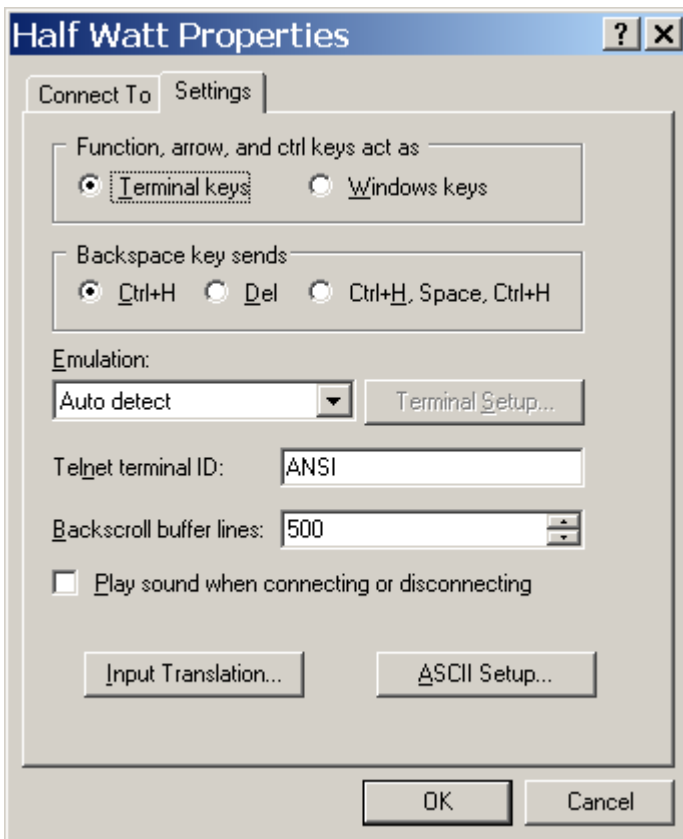 Half Watt Properties
Connect To Settings
Function, arrow, and ctrl keys act as
Terminal keys Windows keys
Backspace key sends
Ctrl+H Del Ctrl+H, Space, Ctrl+H
Emulation:
Auto detect Terminal Setup...
Telnet terminal ID: ANSI
Backscroll buffer lines: 500
Play sound when connecting or disconnecting
Input Translation... ASCII Setup...
OK Cancel